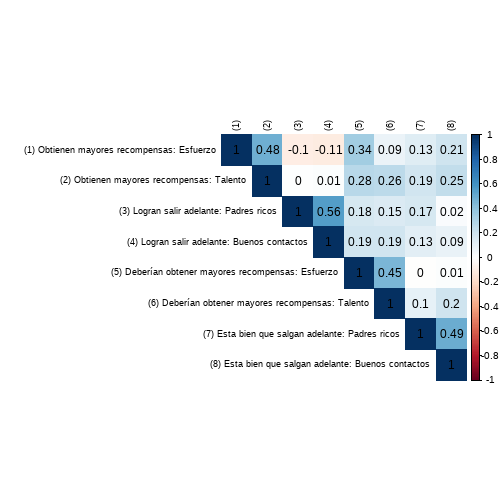 (1) (2) (3) (4) (5) (6) (7) (8)
(1) Obtienen mayores recompensas: Esfuerzo 1 0.48 -0.1 -0.11 0.34 0.09 0.13 0.21
(2) Obtienen mayores recompensas: Talento 1 0 0.01 0.28 0.26 0.19 0.25
(3) Logran salir adelante: Padres ricos 1 0.56 0.18 0.15 0.17 0.02
(4) Logran salir adelante: Buenos contactos 1 0.19 0.19 0.13 0.09
(5) Deberían obtener mayores recompensas: Esfuerzo 1 0.45 0 0.01
(6) Deberían obtener mayores recompensas: Talento 1 0.1 0.2
(7) Esta bien que salgan adelante: Padres ricos 1 0.49
(8) Esta bien que salgan adelante: Buenos contactos 1
1
0.8
0.6
0.4
0.2
0
-0.2
-0.4
-0.6
-0.8
-1